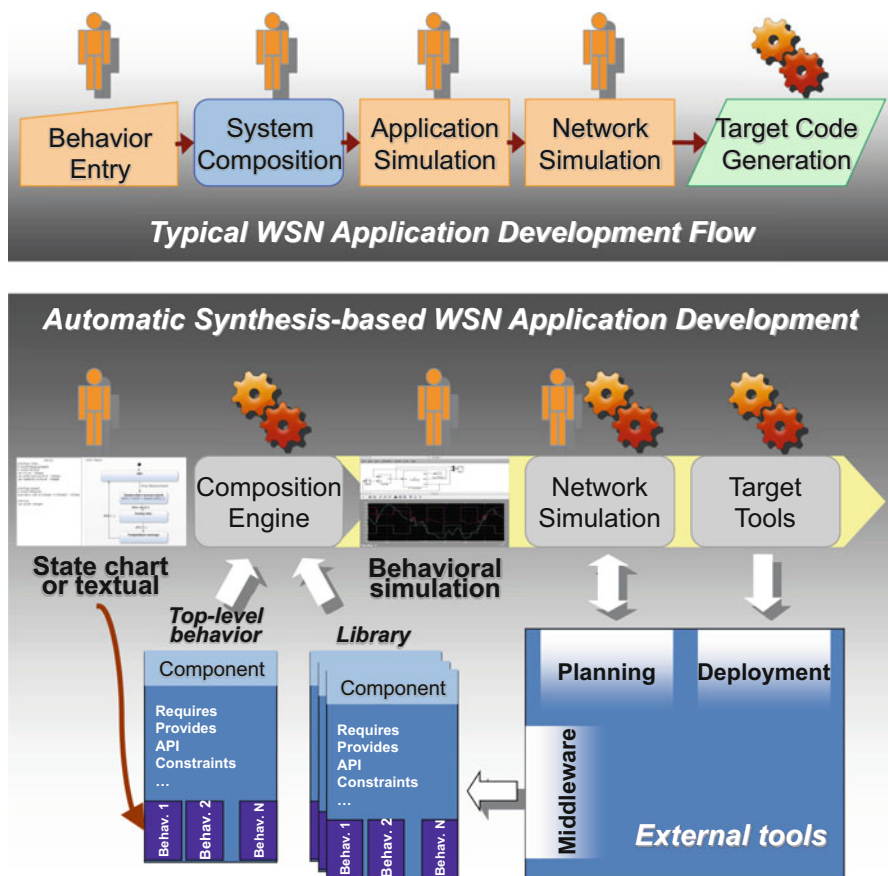 Behavior
Entry
System
Composition
Application
Simulation
Network
Simulation
Target Code
Generation
Typical WSN Application Development Flow
Automatic Synthesis-based WSN Application Development
Composition
Engine
Network
Simulation
Target
Tools
State chart
or textual
Behavioral
simulation
Top-level
behavior
Library
Component
Requires
Provides
API
Constraints
...
Behav. 1
Behav. 2
Behav. N
Component
Requires
Provides
API
Constraints
...
Behav. 1
Behav. 2
Behav. N
Planning
Deployment
Middleware
External tools